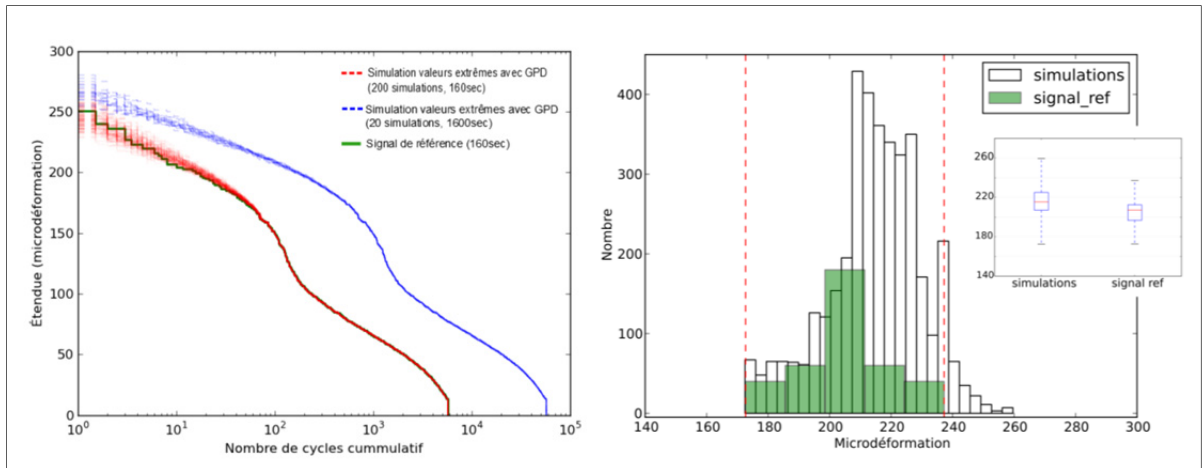 300
250
200
150
100
50
0
Étendue (microdéformation)
Simulation valeurs extrêmes avec GPD
(200 simulations, 160sec)
Simulation valeurs extrêmes avec GPD
(20 simulations, 1600sec)
Signal de référence (160sec)
10⁰
10¹
10²
10³
10⁴
10⁵
Nombre de cycles cummulatif
400
300
200
100
0
Nombre
simulations
signal_ref
260
220
180
140
simulations
signal ref
140
160
180
200
220
240
260
280
300
Microdéformation